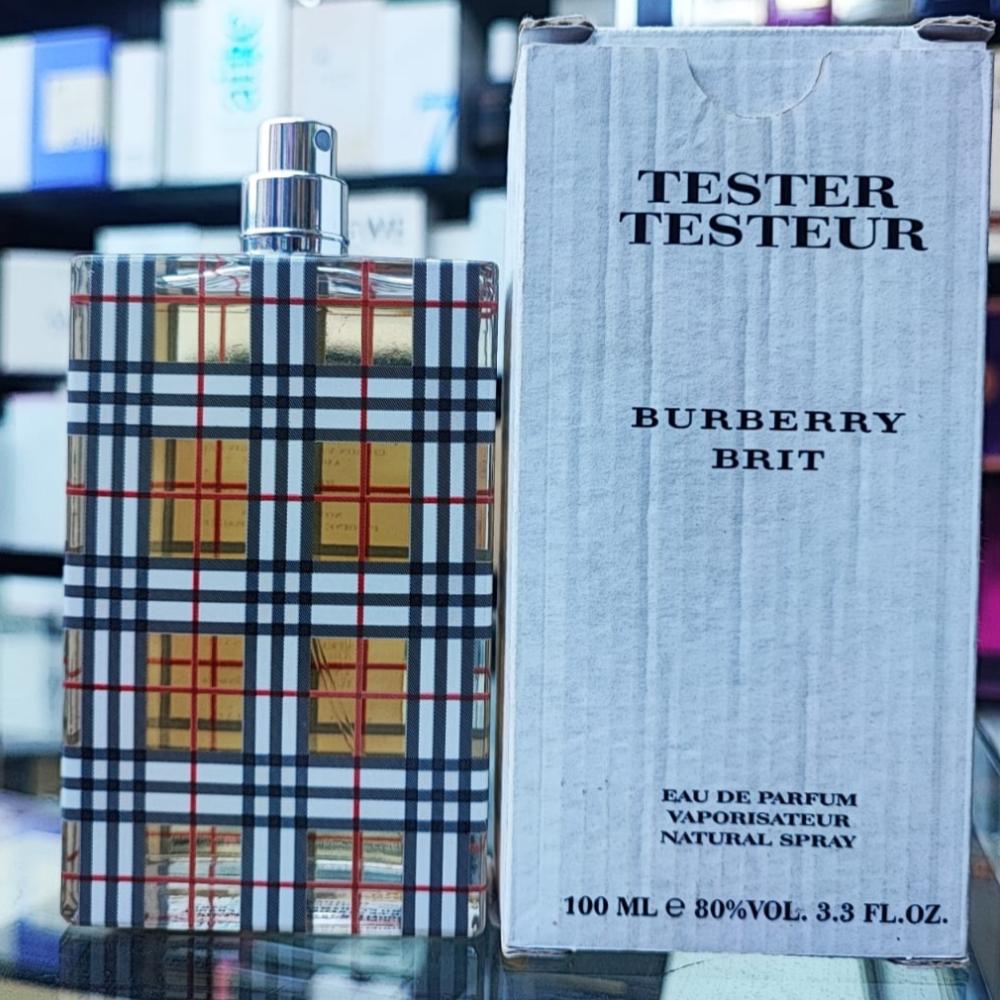 TESTER
TESTEUR
BURBERRY
BRIT
EAU DE PARFUM
VAPORISATEUR
NATURAL SPRAY
100 ML ℮ 80%VOL. 3.3 FL.OZ.